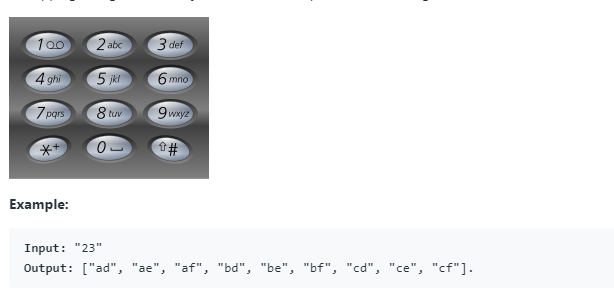 1
2 abc
3 def
4 ghi
5 jkl
6 mno
7 pqrs
8 tuv
9 wxyz
*+
0
#
Example:
Input: "23"
Output: ["ad", "ae", "af", "bd", "be", "bf", "cd", "ce", "cf"].